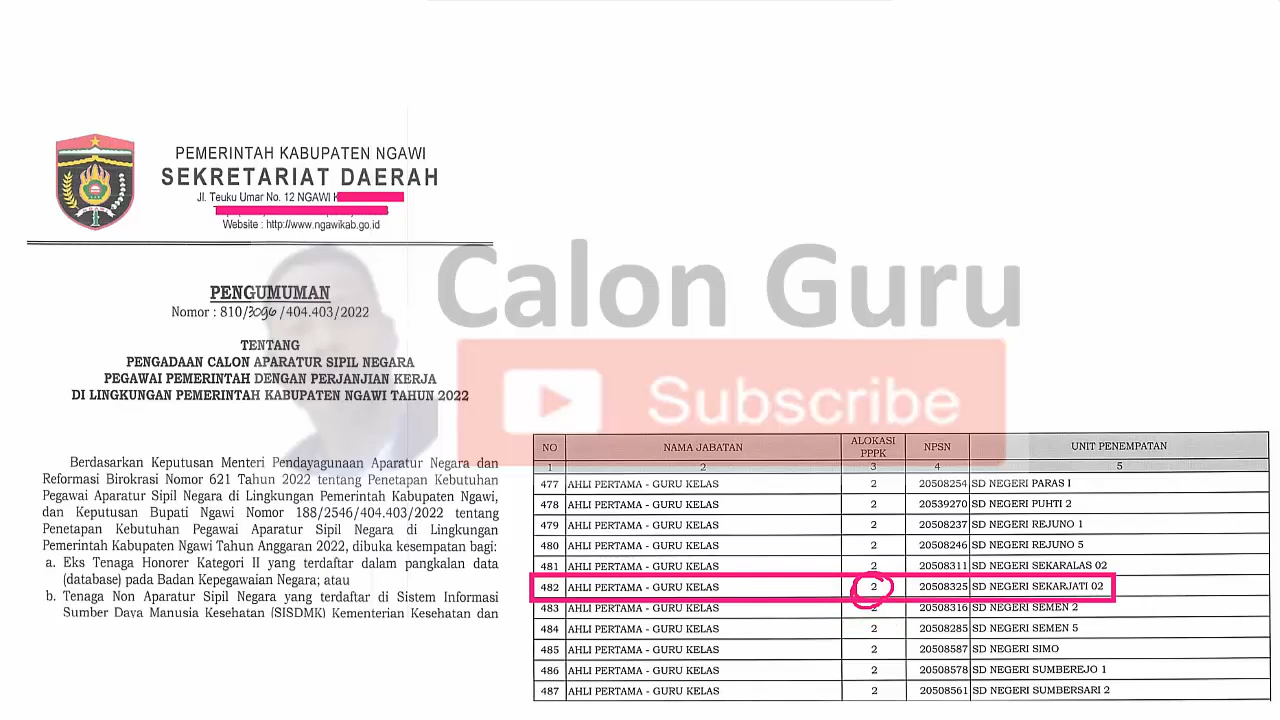 PEMERINTAH KABUPATEN NGAWI
SEKRETARIAT DAERAH
Jl. Teuku Umar No. 12 NGAWI
Website : http://www.ngawikab.go.id
PENGUMUMAN
Nomor : 810/3096/404.403/2022
TENTANG
PENGADAAN CALON APARATUR SIPIL NEGARA
PEGAWAI PEMERINTAH DENGAN PERJANJIAN KERJA
DI LINGKUNGAN PEMERINTAH KABUPATEN NGAWI TAHUN 2022
Berdasarkan Keputusan Menteri Pendayagunaan Aparatur Negara dan
Reformasi Birokrasi Nomor 621 Tahun 2022 tentang Penetapan Kebutuhan
Pegawai Aparatur Sipil Negara di Lingkungan Pemerintah Kabupaten Ngawi,
dan Keputusan Bupati Ngawi Nomor 188/2546/404.403/2022 tentang
Penetapan Kebutuhan Pegawai Aparatur Sipil Negara di Lingkungan
Pemerintah Kabupaten Ngawi Tahun Anggaran 2022, dibuka kesempatan bagi:
a. Eks Tenaga Honorer Kategori II yang terdaftar dalam pangkalan data
(database) pada Badan Kepegawaian Negara; atau
b. Tenaga Non Aparatur Sipil Negara yang terdaftar di Sistem Informasi
Sumber Daya Manusia Kesehatan (SISDMK) Kementerian Kesehatan dan
Calon Guru
Subscribe
NO NAMA JABATAN ALOKASI PPPK NPSN UNIT PENEMPATAN
1 2 3 4 5
477 AHLI PERTAMA - GURU KELAS 2 20508254 SD NEGERI PARAS I
478 AHLI PERTAMA - GURU KELAS 2 20539270 SD NEGERI PUHTI 2
479 AHLI PERTAMA - GURU KELAS 2 20508237 SD NEGERI REJUNO 1
480 AHLI PERTAMA - GURU KELAS 2 20508246 SD NEGERI REJUNO 5
481 AHLI PERTAMA - GURU KELAS 2 20508311 SD NEGERI SEKARALAS 02
482 AHLI PERTAMA - GURU KELAS 2 20508325 SD NEGERI SEKARJATI 02
483 AHLI PERTAMA - GURU KELAS 2 20508316 SD NEGERI SEMEN 2
484 AHLI PERTAMA - GURU KELAS 2 20508285 SD NEGERI SEMEN 5
485 AHLI PERTAMA - GURU KELAS 2 20508587 SD NEGERI SIMO
486 AHLI PERTAMA - GURU KELAS 2 20508578 SD NEGERI SUMBEREJO 1
487 AHLI PERTAMA - GURU KELAS 2 20508561 SD NEGERI SUMBERSARI 2